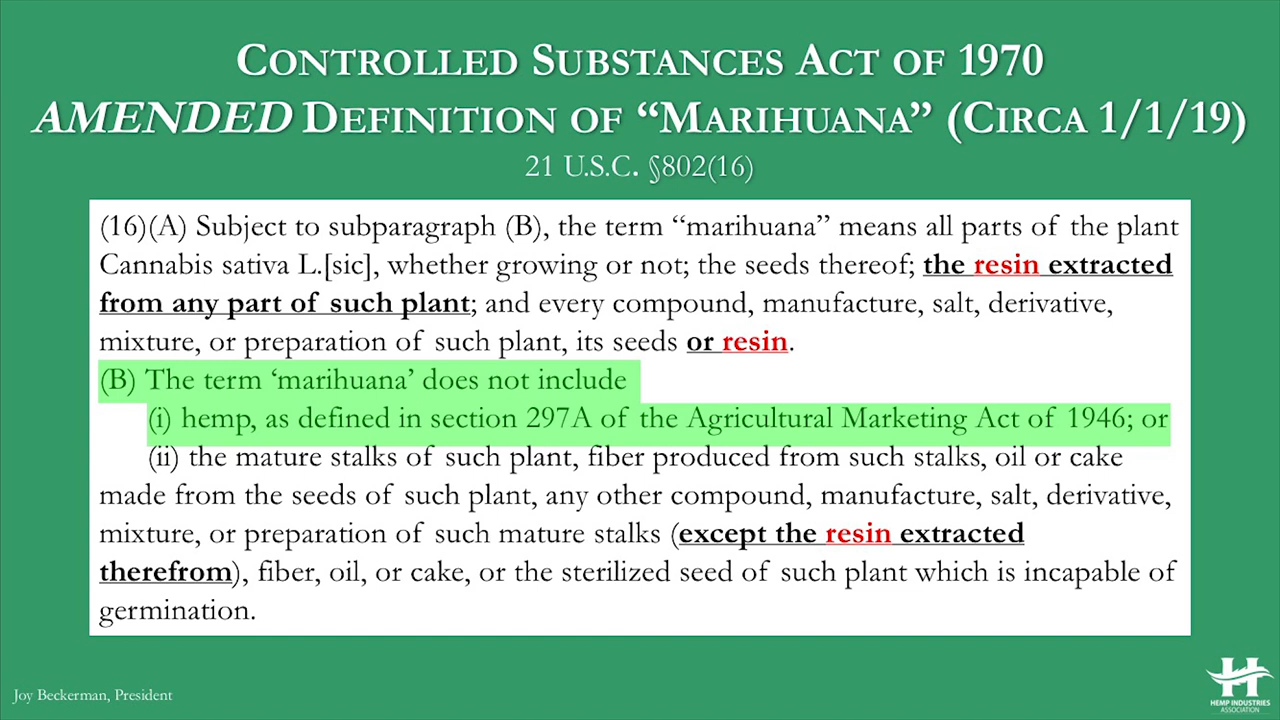 CONTROLLED SUBSTANCES ACT OF 1970
AMENDED DEFINITION OF “MARIHUANA” (CIRCA 1/1/19)
21 U.S.C. §802(16)
(16)(A) Subject to subparagraph (B), the term “marihuana” means all parts of the plant
Cannabis sativa L.[sic], whether growing or not; the seeds thereof; the resin extracted
from any part of such plant; and every compound, manufacture, salt, derivative,
mixture, or preparation of such plant, its seeds or resin.
(B) The term ‘marihuana’ does not include
(i) hemp, as defined in section 297A of the Agricultural Marketing Act of 1946; or
(ii) the mature stalks of such plant, fiber produced from such stalks, oil or cake
made from the seeds of such plant, any other compound, manufacture, salt, derivative,
mixture, or preparation of such mature stalks (except the resin extracted
therefrom), fiber, oil, or cake, or the sterilized seed of such plant which is incapable of
germination.
Joy Beckerman, President
HEMP INDUSTRIES
ASSOCIATION